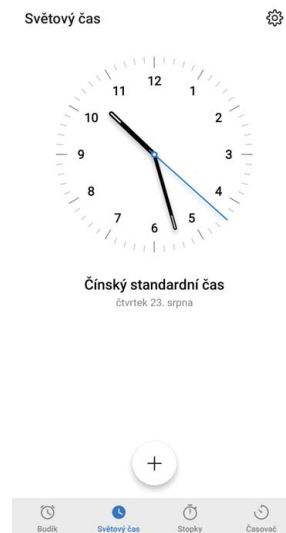 Světový čas
12
1
2
3
4
5
6
7
8
9
10
11
Čínský standardní čas
čtvrtek 23. srpna
Budík
Světový čas
Stopky
Časovač